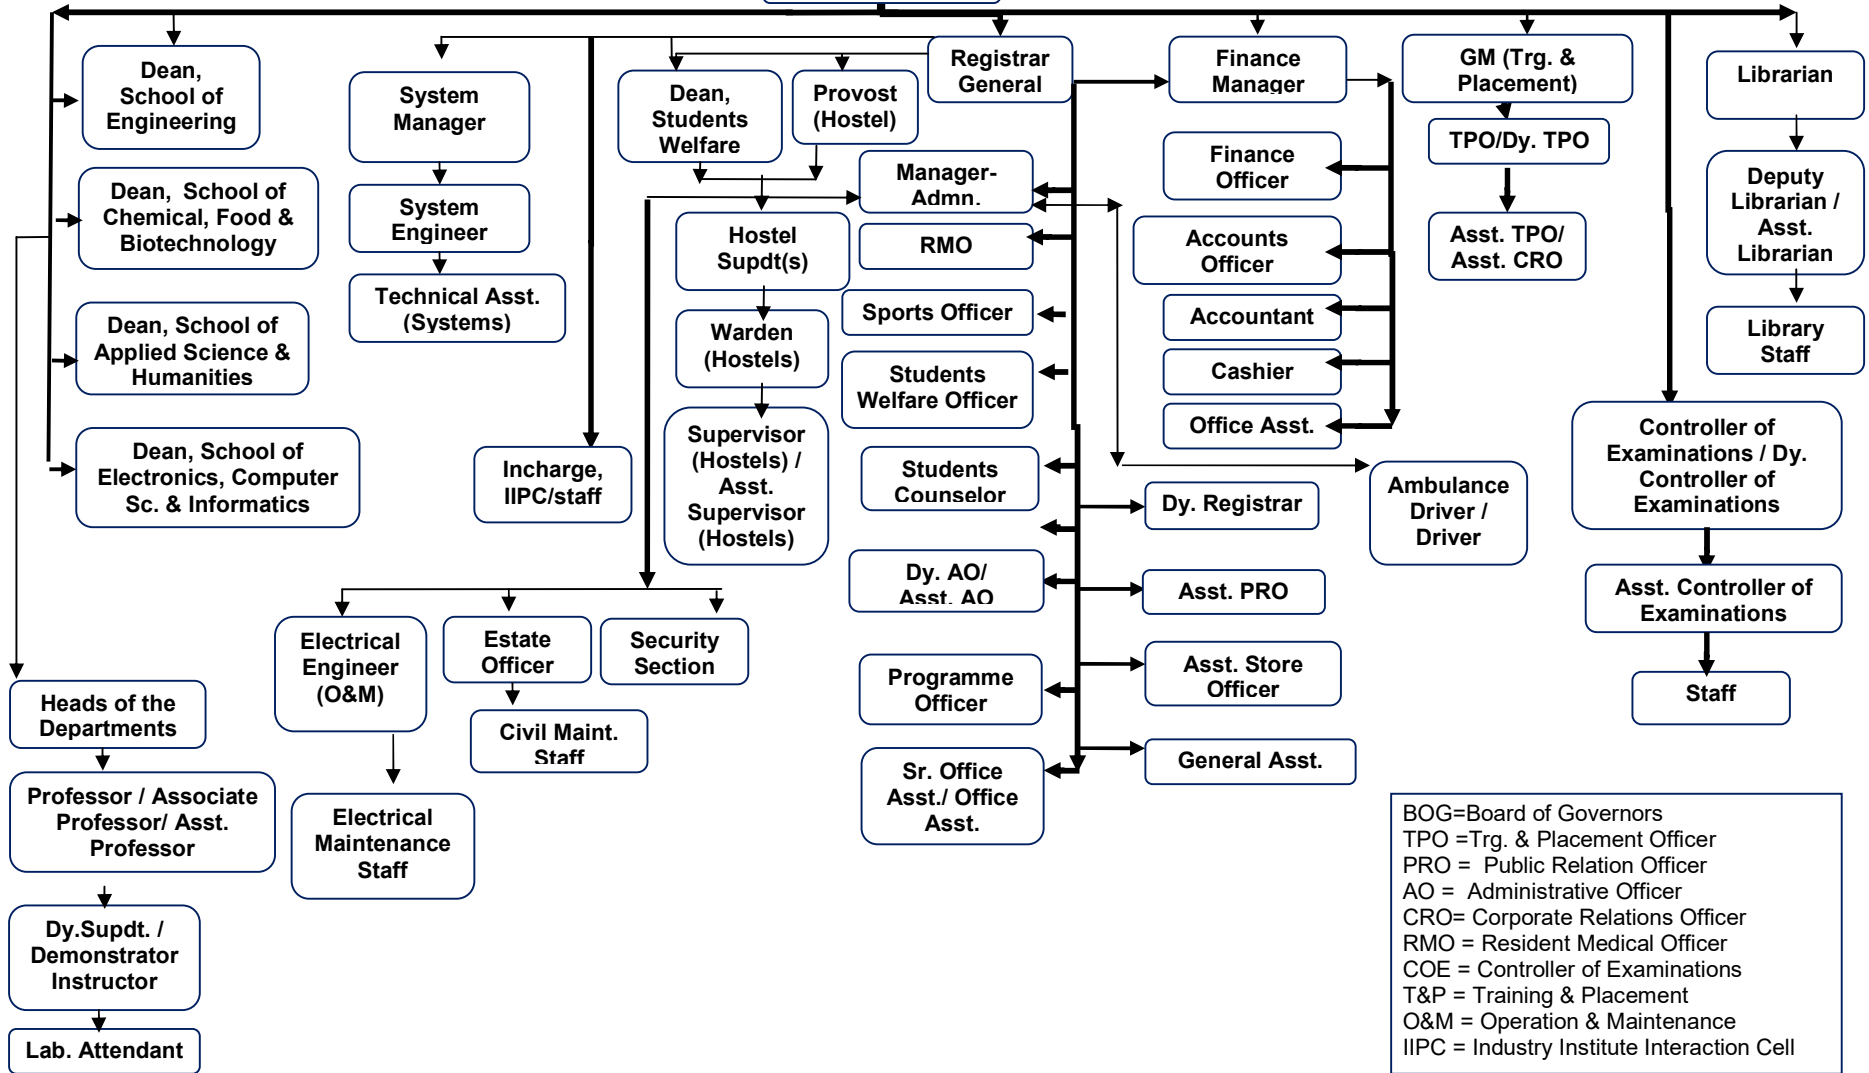 Dean,
School of
Engineering
Dean,  School of
Chemical, Food &
Biotechnology
Dean, School of
Applied Science &
Humanities
Dean, School of
Electronics, Computer
Sc. & Informatics
Heads of the
Departments
Professor / Associate
Professor/ Asst.
Professor
Dy.Supdt. /
Demonstrator
Instructor
Lab. Attendant
System
Manager
System
Engineer
Technical Asst.
(Systems)
Incharge,
IIPC/staff
Electrical
Engineer
(O&M)
Electrical
Maintenance
Staff
Estate
Officer
Civil Maint.
Staff
Security
Section
Dean,
Students
Welfare
Provost
(Hostel)
Hostel
Supdt(s)
Warden
(Hostels)
Supervisor
(Hostels) /
Asst.
Supervisor
(Hostels)
Registrar
General
Manager-
Admn.
RMO
Sports Officer
Students
Welfare Officer
Students
Counselor
Dy. AO/
Asst. AO
Programme
Officer
Sr. Office
Asst./ Office
Asst.
Dy. Registrar
Asst. PRO
Asst. Store
Officer
General Asst.
Finance
Manager
Finance
Officer
Accounts
Officer
Accountant
Cashier
Office Asst.
Ambulance
Driver /
Driver
GM (Trg. &
Placement)
TPO/Dy. TPO
Asst. TPO/
Asst. CRO
Controller of
Examinations / Dy.
Controller of
Examinations
Asst. Controller of
Examinations
Staff
Librarian
Deputy
Librarian /
Asst.
Librarian
Library
Staff
BOG=Board of Governors
TPO =Trg. & Placement Officer
PRO =  Public Relation Officer
AO =  Administrative Officer
CRO= Corporate Relations Officer
RMO = Resident Medical Officer
COE = Controller of Examinations
T&P = Training & Placement
O&M = Operation & Maintenance
IIPC = Industry Institute Interaction Cell